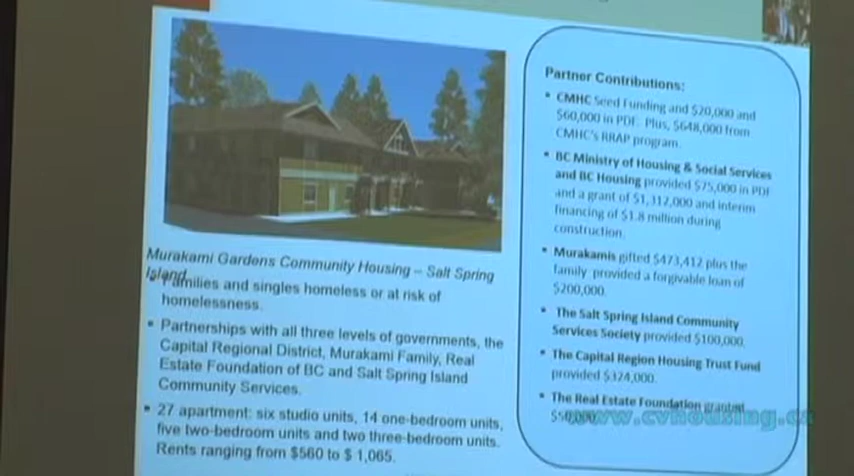 Murakami Gardens Community Housing – Salt Spring
Island
▪ Families and singles homeless or at risk of
homelessness.
▪ Partnerships with all three levels of governments, the
Capital Regional District, Murakami Family, Real
Estate Foundation of BC and Salt Spring Island
Community Services.
▪ 27 apartment: six studio units, 14 one-bedroom units,
five two-bedroom units and two three-bedroom units.
Rents ranging from $560 to $ 1,065.
Partner Contributions:
▪ CMHC Seed Funding and $20,000 and
$60,000 in PDF. Plus, $648,000 from
CMHC's RRAP program.
▪ BC Ministry of Housing & Social Services
and BC Housing provided $75,000 in PDF
and a grant of $1,312,000 and interim
financing of $1.8 million during
construction.
▪ Murakamis gifted $473,412 plus the
family provided a forgivable loan of
$200,000.
▪ The Salt Spring Island Community
Services Society provided $100,000.
▪ The Capital Region Housing Trust Fund
provided $324,000.
▪ The Real Estate Foundation granted
www.cvhousing.ca